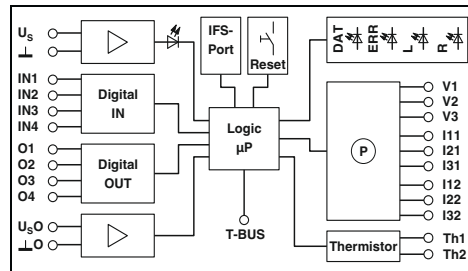 US
⊥
IN1
IN2
IN3
IN4
O1
O2
O3
O4
USO
⊥O
Digital
IN
Digital
OUT
IFS-
Port
Reset
Logic
µP
T-BUS
DAT
ERR
L
R
P
V1
V2
V3
I11
I21
I31
I12
I22
I32
Thermistor
Th1
Th2